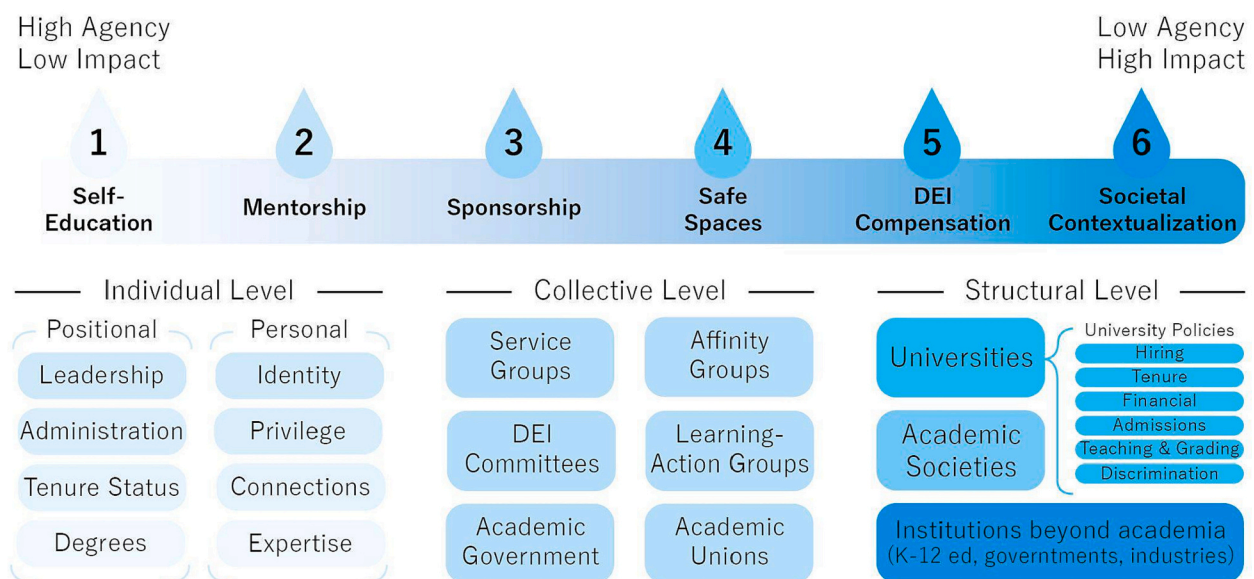 High Agency
Low Impact
Low Agency
High Impact
1
2
3
4
5
6
Self-
Education
Mentorship
Sponsorship
Safe
Spaces
DEI
Compensation
Societal
Contextualization
Individual Level
Positional
Personal
Leadership
Identity
Administration
Privilege
Tenure Status
Connections
Degrees
Expertise
Collective Level
Service
Groups
Affinity
Groups
DEI
Committees
Learning-
Action Groups
Academic
Government
Academic
Unions
Structural Level
Universities
University Policies
Hiring
Tenure
Financial
Admissions
Teaching & Grading
Discrimination
Academic
Societies
Institutions beyond academia
(K-12 ed, governtments, industries)